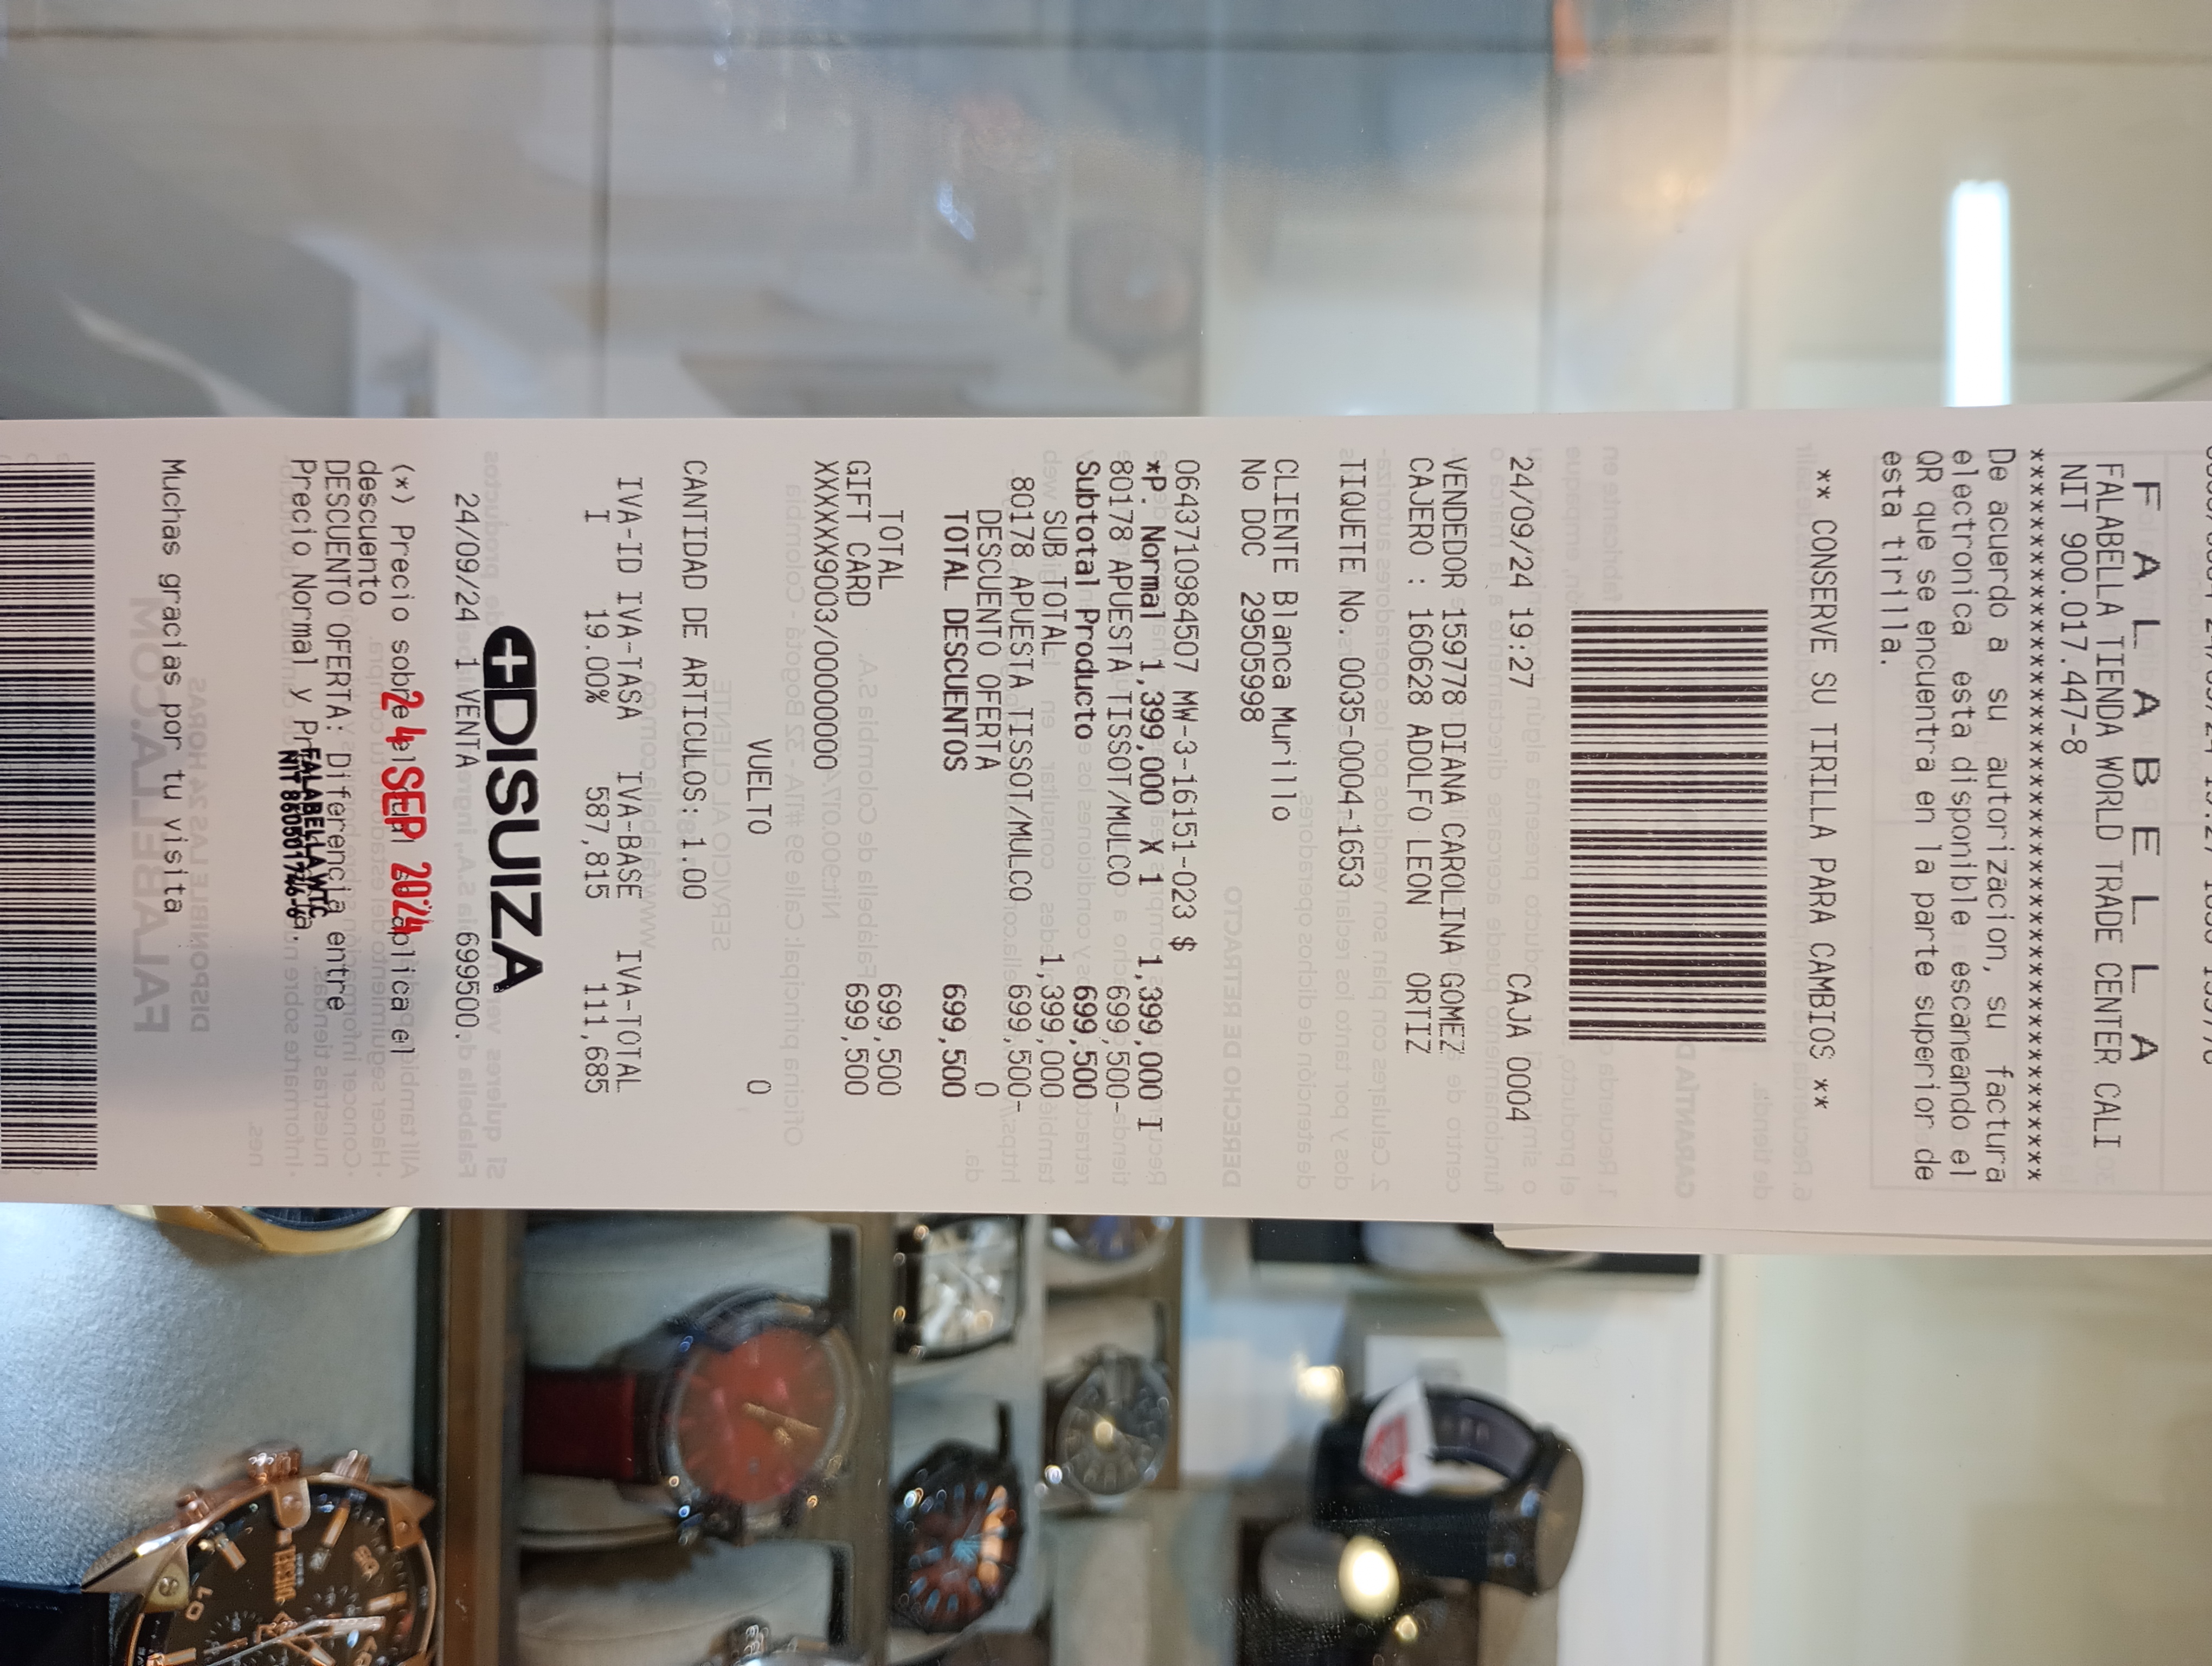 F A L A B E L L A
FALABELLA TIENDA WORLD TRADE CENTER CALI
NIT 900.017.447-8
****************************************
De acuerdo a su autorizacion, su factura
electronica esta disponible escaneando el
QR que se encuentra en la parte superior de
esta tirilla.
** CONSERVE SU TIRILLA PARA CAMBIOS **
24/09/24 19:27 CAJA 0004
VENDEDOR 159778 DIANA CAROLINA GOMEZ
CAJERO : 160628 ADOLFO LEON ORTIZ
TIQUETE No. 0035-0004-1653
CLIENTE Blanca Murillo
No DOC 29505998
0643710984507 MW-3-16151-023 $
*P. Normal 1,399,000 X 1 1,399,000 I
80178 APUESTA TISSOT/MULCO 699,500-
Subtotal Producto 699,500
SUB TOTAL 1,399,000
80178 APUESTA TISSOT/MULCO 699,500-
DESCUENTO OFERTA 0
TOTAL DESCUENTOS 699,500
TOTAL 699,500
GIFT CARD 699,500
XXXXXXX9003/00000000
VUELTO 0
CANTIDAD DE ARTICULOS: 1.00
IVA-ID IVA-TASA IVA-BASE IVA-TOTAL
I 19.00% 587,815 111,685
DISUIZA
24/09/24 1 VENTA 699500.
(*) Precio sobre el cual aplica el
descuento
24 SEP 2024
DESCUENTO OFERTA: Diferencia entre
Precio Normal y
FALABELLA WTC
Muchas gracias por tu visita